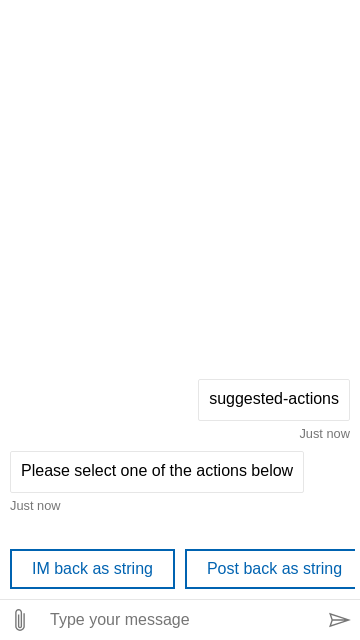 suggested-actions
Just now
Please select one of the actions below
Just now
IM back as string
Post back as string
Type your message